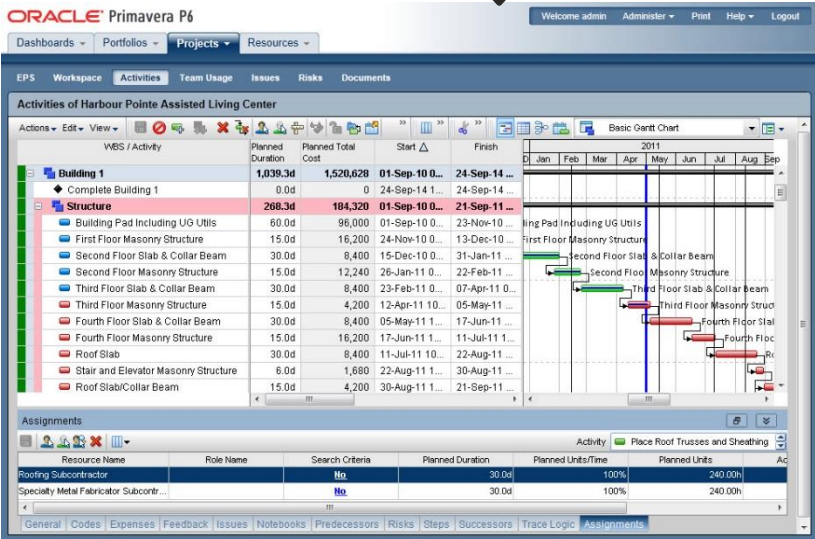 ORACLE Primavera P6
Welcome admin Administer Print Help Logout
Dashboards Portfolios Projects Resources
EPS Workspace Activities Team Usage Issues Risks Documents
Activities of Harbour Pointe Assisted Living Center
Actions Edit View Basic Gantt Chart
WBS / Activity Planned Duration Planned Total Cost Start Finish 2011
D Jan Feb Mar Apr May Jun Jul Aug Sep
Building 1 1,039.3d 1,520,628 01-Sep-10 0... 24-Sep-14 ...
Complete Building 1 0.0d 0 24-Sep-14 1... 24-Sep-14 ...
Structure 268.3d 184,320 01-Sep-10 0... 21-Sep-11 ...
Building Pad Including UG Utils 60.0d 96,000 01-Sep-10 0... 23-Nov-10 ... ling Pad Including UG Utils
First Floor Masonry Structure 15.0d 16,200 24-Nov-10 0... 13-Dec-10 ... First Floor Masonry Structure
Second Floor Slab & Collar Beam 30.0d 8,400 15-Dec-10 0... 31-Jan-11 ... Second Floor Slab & Collar Beam
Second Floor Masonry Structure 15.0d 12,240 26-Jan-11 0... 22-Feb-11 ... Second Floor Masonry Structure
Third Floor Slab & Collar Beam 30.0d 8,400 23-Feb-11 0... 07-Apr-11 0... Third Floor Slab & Collar Beam
Third Floor Masonry Structure 15.0d 4,200 12-Apr-11 10... 05-May-11 ... Third Floor Masonry Struct
Fourth Floor Slab & Collar Beam 30.0d 8,400 05-May-11 1... 17-Jun-11 ... Fourth Floor Slal
Fourth Floor Masonry Structure 15.0d 16,200 17-Jun-11 1... 11-Jul-11 1... Fourth Floo
Roof Slab 30.0d 8,400 11-Jul-11 10... 22-Aug-11 ... Ro
Stair and Elevator Masonry Structure 6.0d 1,680 22-Aug-11 1... 30-Aug-11 ...
Roof Slab/Collar Beam 15.0d 4,200 30-Aug-11 1... 21-Sep-11 ...
Assignments
Activity Place Roof Trusses and Sheathing
Resource Name Role Name Search Criteria Planned Duration Planned Units/Time Planned Units Ac
Roofing Subcontractor No 30.0d 100% 240.00h
Specialty Metal Fabricator Subcontr... No 30.0d 100% 240.00h
General Codes Expenses Feedback Issues Notebooks Predecessors Risks Steps Successors Trace Logic Assignments